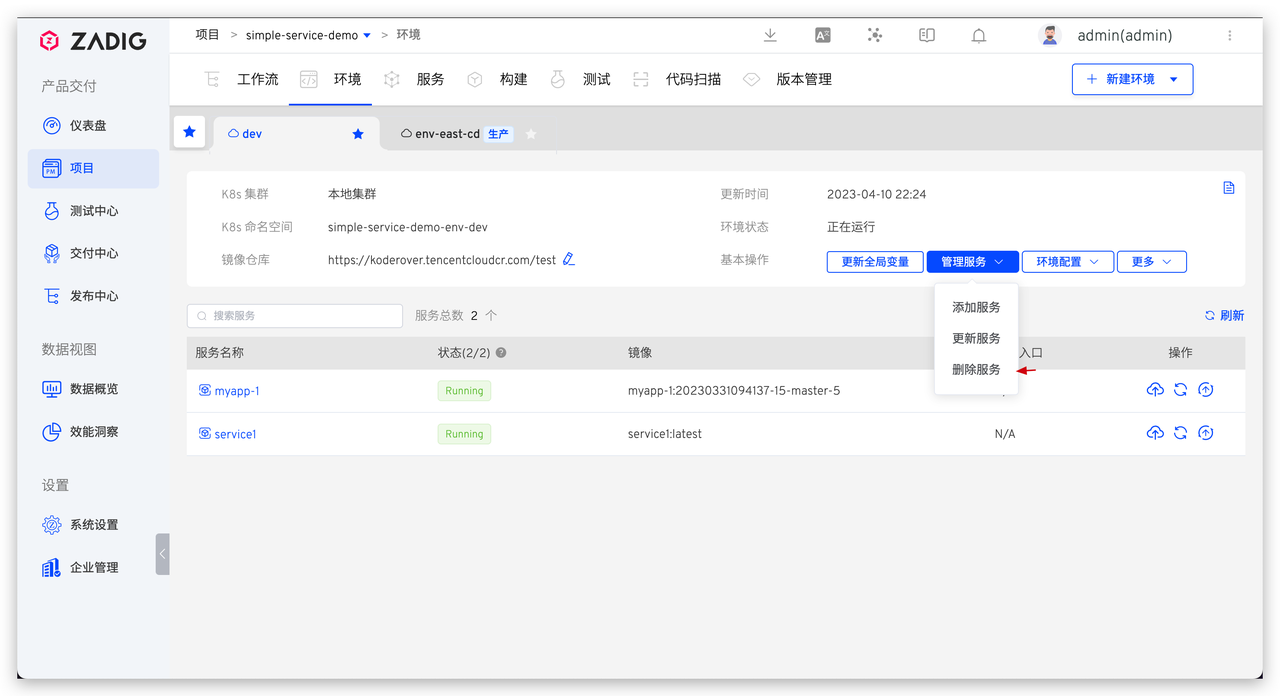 ZADIG
项目 > simple-service-demo > 环境
A
admin(admin)
产品交付
仪表盘
项目
测试中心
交付中心
发布中心
数据视图
数据概览
效能洞察
设置
系统设置
企业管理
工作流 环境 服务 构建 测试 代码扫描 版本管理
+ 新建环境
dev
env-east-cd 生产
K8s 集群 本地集群 更新时间 2023-04-10 22:24
K8s 命名空间 simple-service-demo-env-dev 环境状态 正在运行
镜像仓库 https://koderover.tencentcloudcr.com/test 基本操作 更新全局变量 管理服务 环境配置 更多
添加服务
更新服务
删除服务
搜索服务 服务总数 2 个 刷新
服务名称 状态(2/2) 镜像 入口 操作
myapp-1 Running myapp-1:20230331094137-15-master-5
service1 Running service1:latest N/A